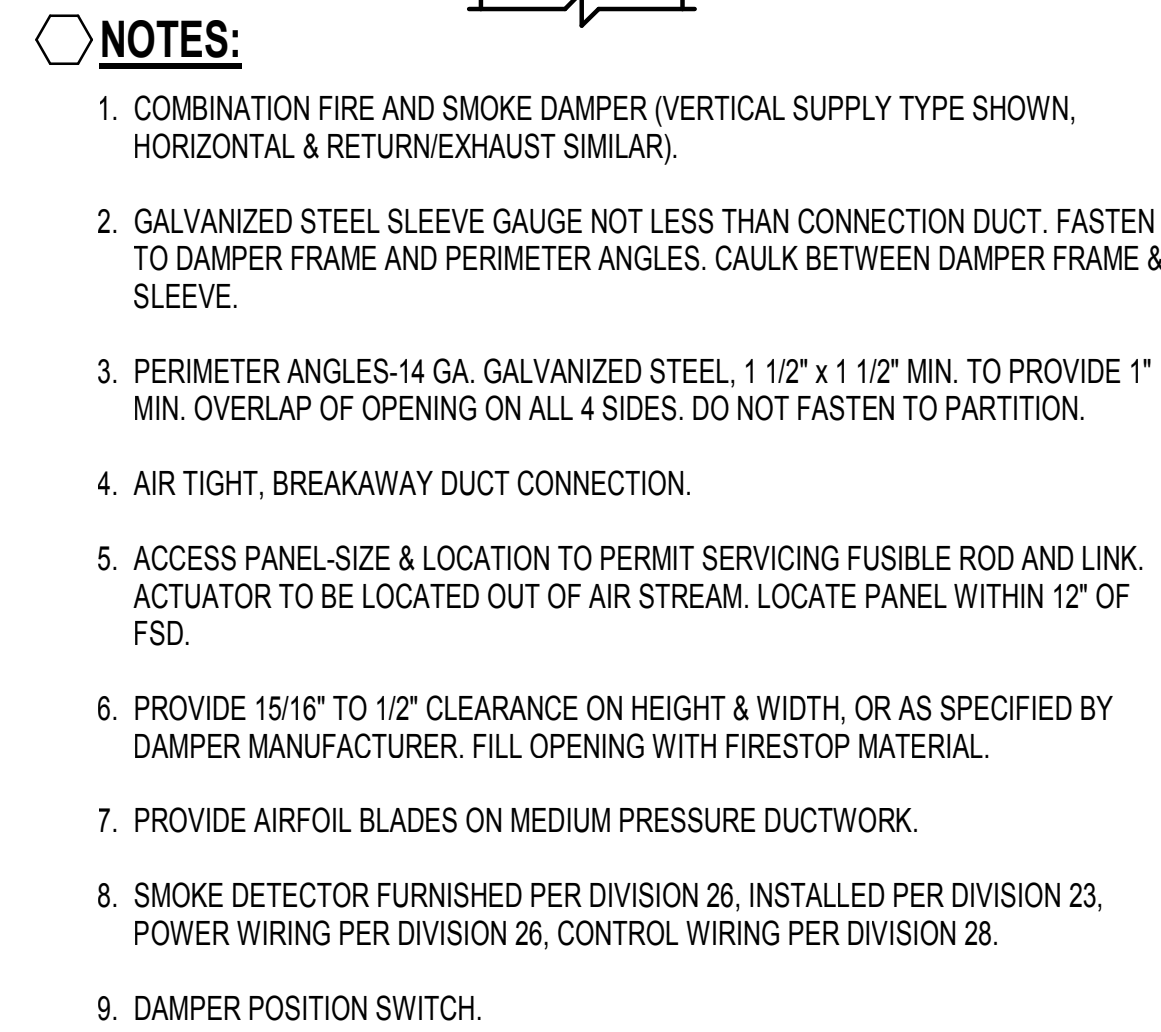 NOTES:
1. COMBINATION FIRE AND SMOKE DAMPER (VERTICAL SUPPLY TYPE SHOWN,
HORIZONTAL & RETURN/EXHAUST SIMILAR).
2. GALVANIZED STEEL SLEEVE GAUGE NOT LESS THAN CONNECTION DUCT. FASTEN
TO DAMPER FRAME AND PERIMETER ANGLES. CAULK BETWEEN DAMPER FRAME &
SLEEVE.
3. PERIMETER ANGLES-14 GA. GALVANIZED STEEL, 1 1/2" x 1 1/2" MIN. TO PROVIDE 1"
MIN. OVERLAP OF OPENING ON ALL 4 SIDES. DO NOT FASTEN TO PARTITION.
4. AIR TIGHT, BREAKAWAY DUCT CONNECTION.
5. ACCESS PANEL-SIZE & LOCATION TO PERMIT SERVICING FUSIBLE ROD AND LINK.
ACTUATOR TO BE LOCATED OUT OF AIR STREAM. LOCATE PANEL WITHIN 12" OF
FSD.
6. PROVIDE 15/16" TO 1/2" CLEARANCE ON HEIGHT & WIDTH, OR AS SPECIFIED BY
DAMPER MANUFACTURER. FILL OPENING WITH FIRESTOP MATERIAL.
7. PROVIDE AIRFOIL BLADES ON MEDIUM PRESSURE DUCTWORK.
8. SMOKE DETECTOR FURNISHED PER DIVISION 26, INSTALLED PER DIVISION 23,
POWER WIRING PER DIVISION 26, CONTROL WIRING PER DIVISION 28.
9. DAMPER POSITION SWITCH.